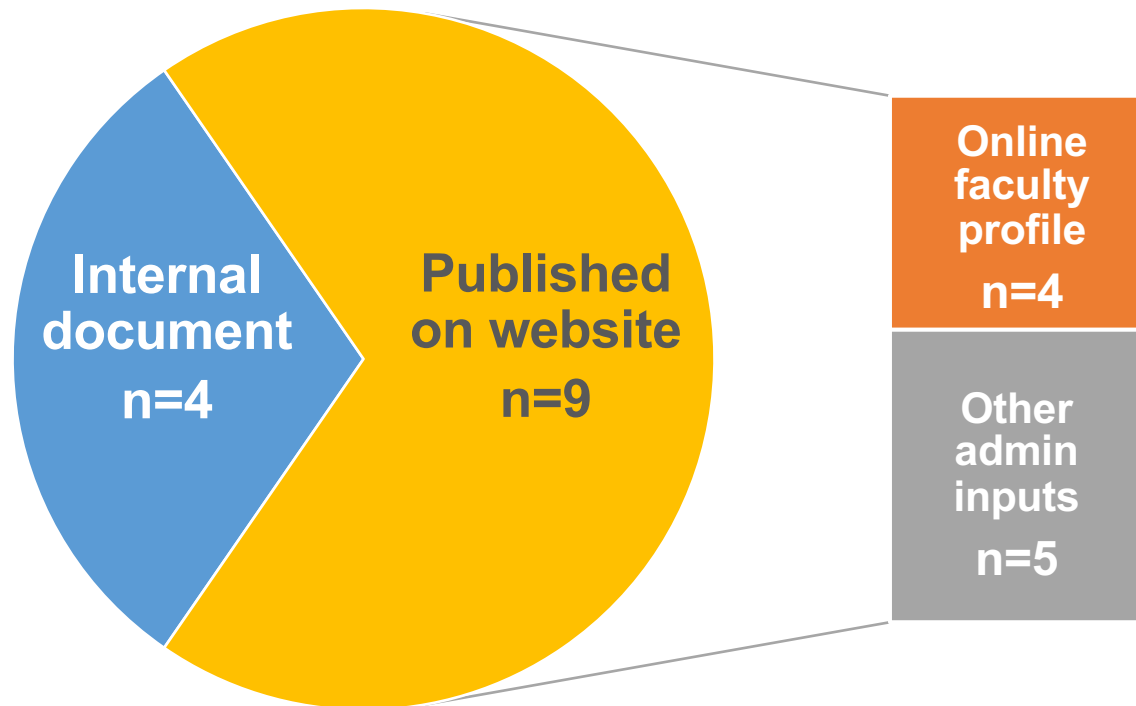 Internal
document
n=4
Published
on website
n=9
Online
faculty
profile
n=4
Other
admin
inputs
n=5